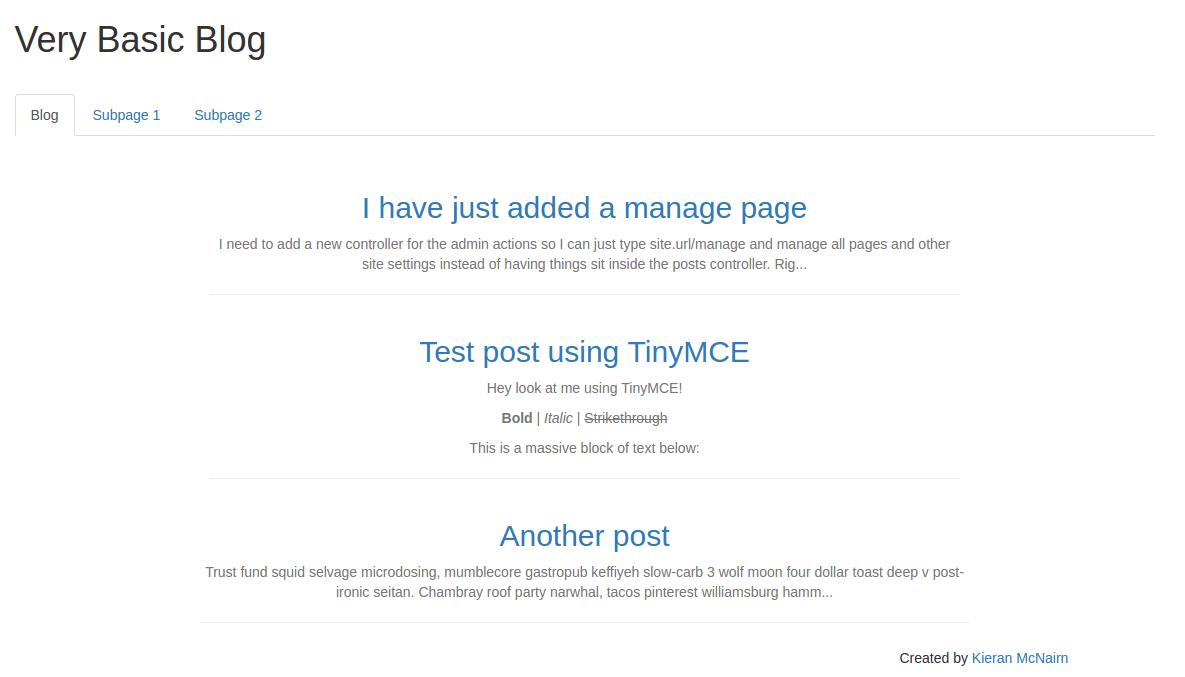 Very Basic Blog
Blog
Subpage 1
Subpage 2
I have just added a manage page
I need to add a new controller for the admin actions so I can just type site.url/manage and manage all pages and other
site settings instead of having things sit inside the posts controller. Rig...
Test post using TinyMCE
Hey look at me using TinyMCE!
Bold | Italic | Strikethrough
This is a massive block of text below:
Another post
Trust fund squid selvage microdosing, mumblecore gastropub keffiyeh slow-carb 3 wolf moon four dollar toast deep v post-
ironic seitan. Chambray roof party narwhal, tacos pinterest williamsburg hamm...
Created by Kieran McNairn